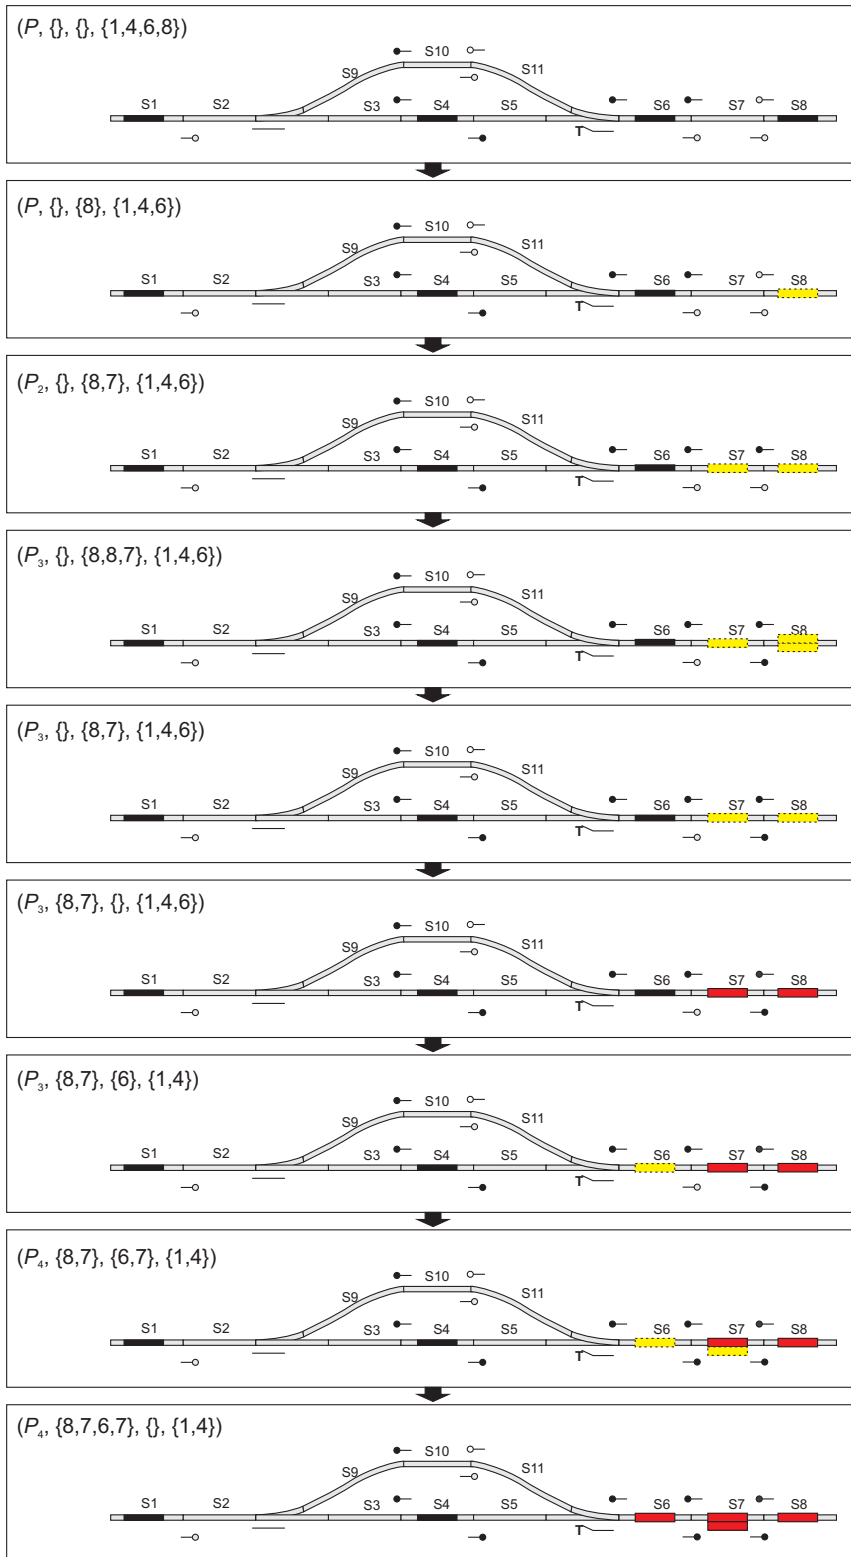 (P, {}, {}, {1,4,6,8})
S10
S9 S11
S1 S2 S3 S4 S5 S6 S7 S8
T
(P, {}, {8}, {1,4,6})
S10
S9 S11
S1 S2 S3 S4 S5 S6 S7 S8
T
(P₂, {}, {8,7}, {1,4,6})
S10
S9 S11
S1 S2 S3 S4 S5 S6 S7 S8
T
(P₃, {}, {8,8,7}, {1,4,6})
S10
S9 S11
S1 S2 S3 S4 S5 S6 S7 S8
T
(P₃, {}, {8,7}, {1,4,6})
S10
S9 S11
S1 S2 S3 S4 S5 S6 S7 S8
T
(P₃, {8,7}, {}, {1,4,6})
S10
S9 S11
S1 S2 S3 S4 S5 S6 S7 S8
T
(P₃, {8,7}, {6}, {1,4})
S10
S9 S11
S1 S2 S3 S4 S5 S6 S7 S8
T
(P₄, {8,7}, {6,7}, {1,4})
S10
S9 S11
S1 S2 S3 S4 S5 S6 S7 S8
T
(P₄, {8,7,6,7}, {}, {1,4})
S10
S9 S11
S1 S2 S3 S4 S5 S6 S7 S8
T